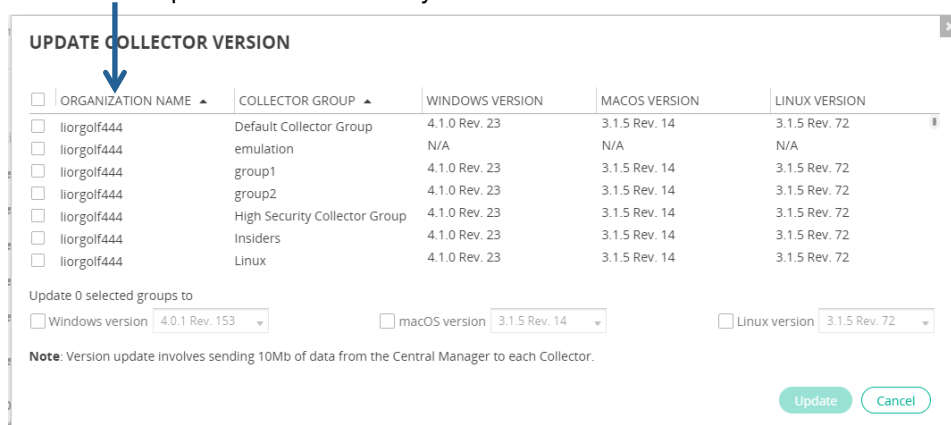 UPDATE COLLECTOR VERSION
ORGANIZATION NAME ▲ COLLECTOR GROUP ▲ WINDOWS VERSION MACOS VERSION LINUX VERSION
liorgolf444 Default Collector Group 4.1.0 Rev. 23 3.1.5 Rev. 14 3.1.5 Rev. 72
liorgolf444 emulation N/A N/A N/A
liorgolf444 group1 4.1.0 Rev. 23 3.1.5 Rev. 14 3.1.5 Rev. 72
liorgolf444 group2 4.1.0 Rev. 23 3.1.5 Rev. 14 3.1.5 Rev. 72
liorgolf444 High Security Collector Group 4.1.0 Rev. 23 3.1.5 Rev. 14 3.1.5 Rev. 72
liorgolf444 Insiders 4.1.0 Rev. 23 3.1.5 Rev. 14 3.1.5 Rev. 72
liorgolf444 Linux 4.1.0 Rev. 23 3.1.5 Rev. 14 3.1.5 Rev. 72
Update 0 selected groups to
Windows version 4.0.1 Rev. 153 macOS version 3.1.5 Rev. 14 Linux version 3.1.5 Rev. 72
Note: Version update involves sending 10Mb of data from the Central Manager to each Collector.
Update Cancel